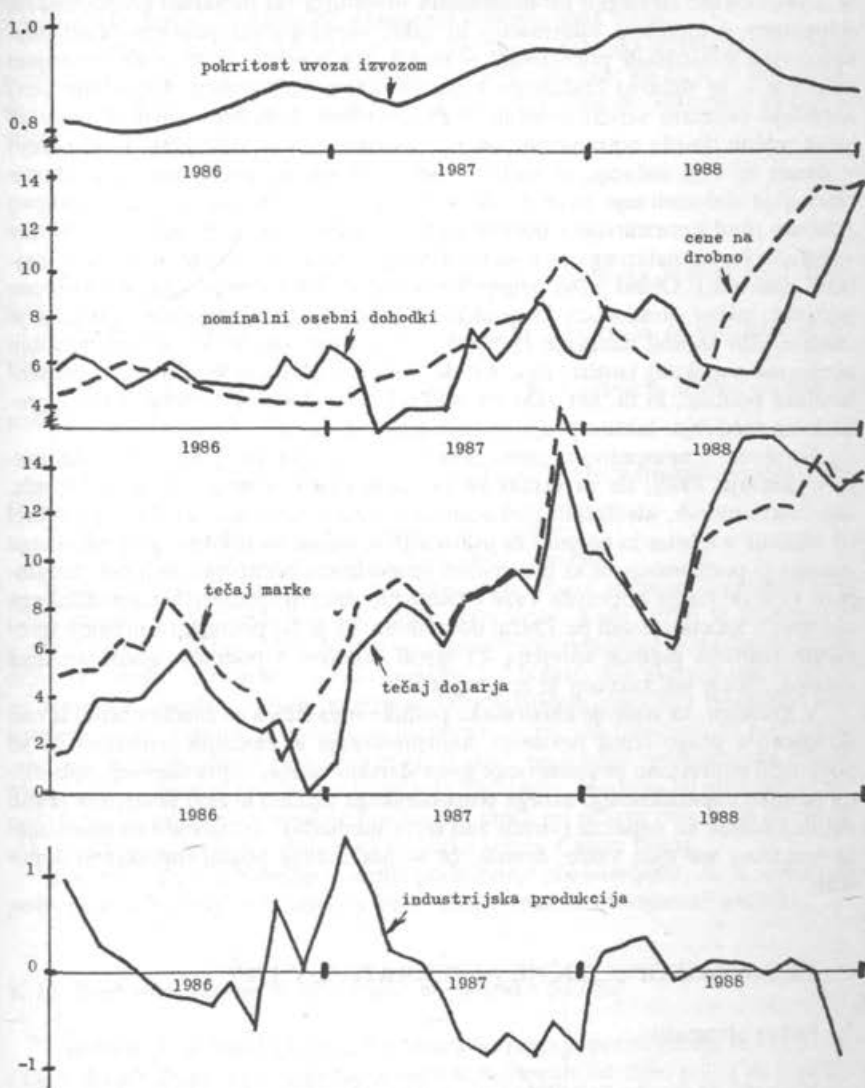 1.0
pokritost uvoza izvozom
0.8
1986 1987 1988
14
12
cene na
drobno
10
nominalni osebni dohodki
8
6
4
1986 1987 1988
14
12
10
8
tečaj marke
6
tečaj dolarja
4
2
0
1986 1987 1988
1
industrijska produkcija
0
1986 1987 1988
-1